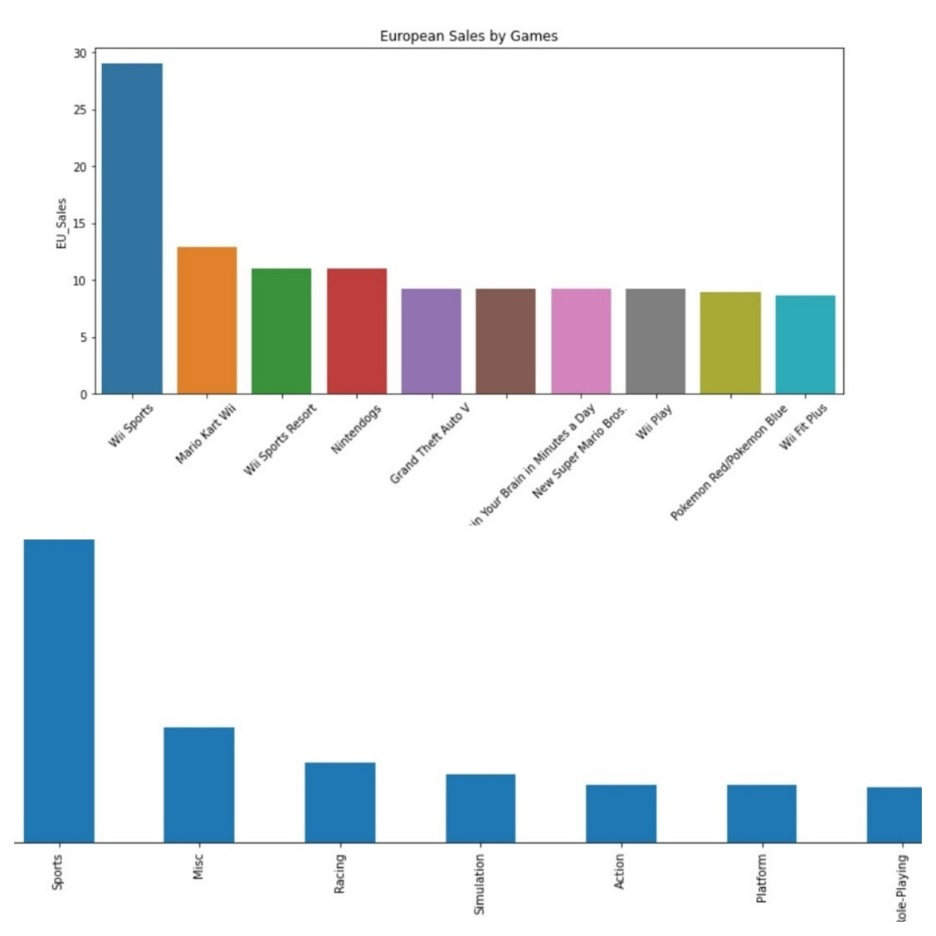 European Sales by Games
EU_Sales
30
25
20
15
10
5
0
Wii Sports
Mario Kart Wii
Wii Sports Resort
Nintendogs
Grand Theft Auto V
Your Brain in Minutes a Day
New Super Mario Bros.
Wii Play
Pokemon Red/Pokemon Blue
Wii Fit Plus
Sports
Misc
Racing
Simulation
Action
Platform
ole-Playing